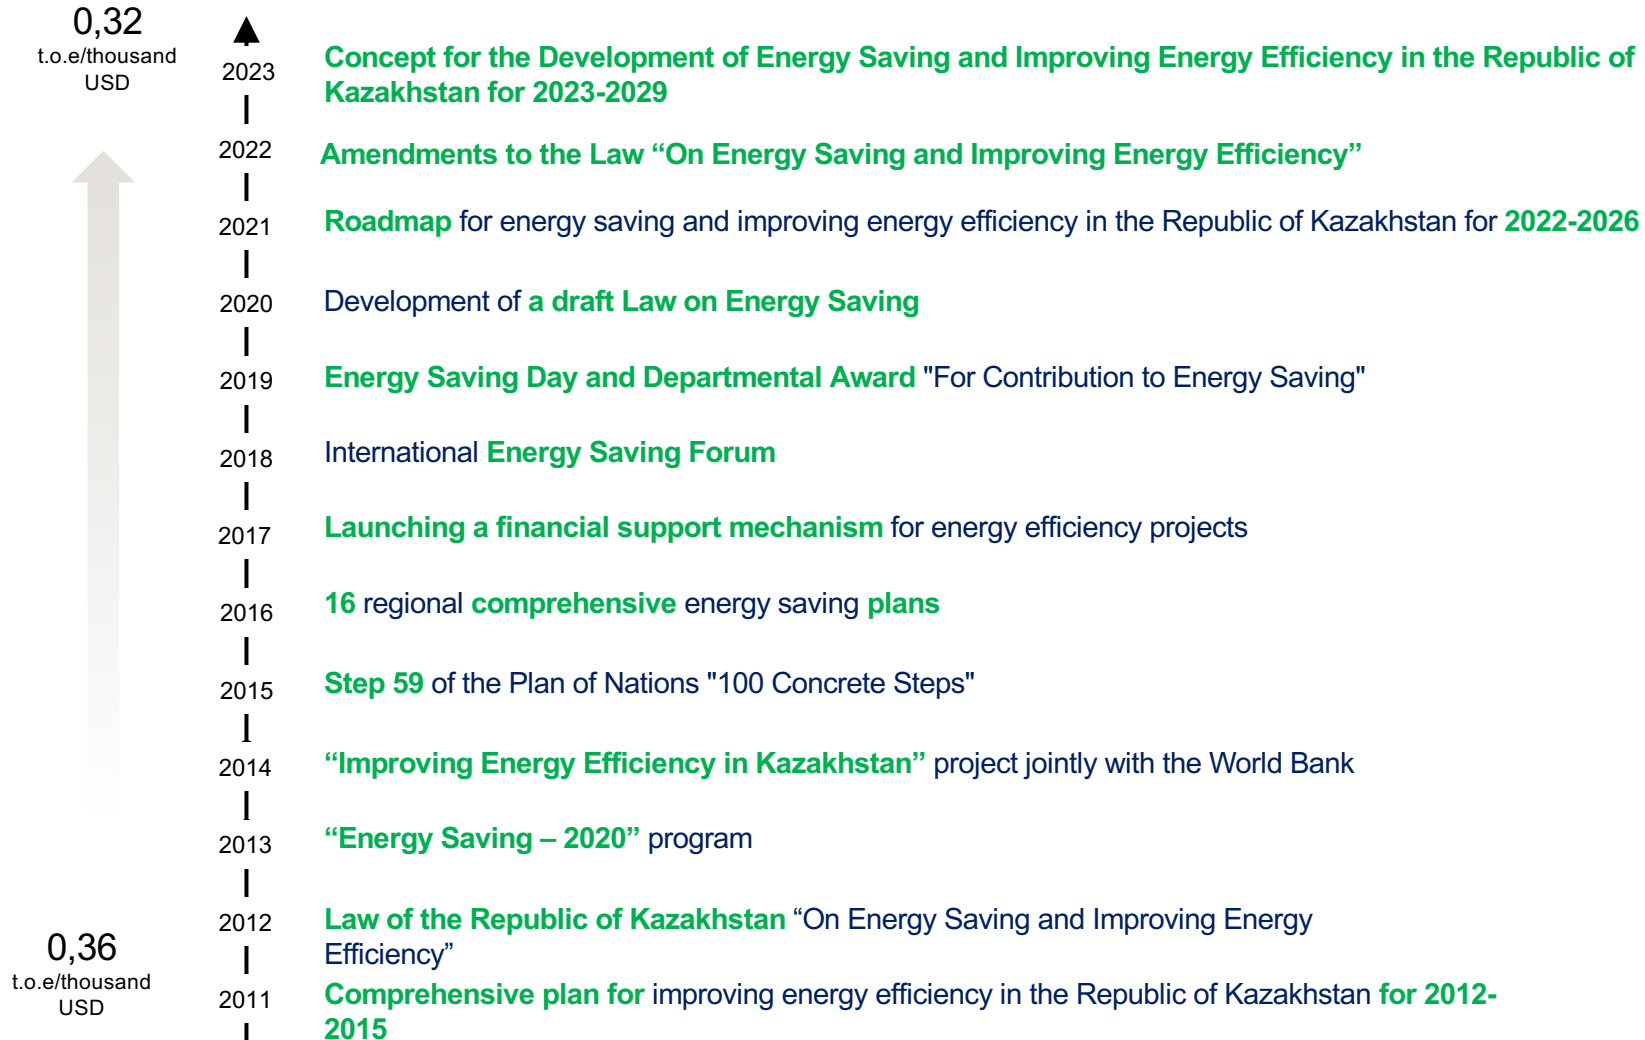 0,32
t.o.e/thousand
USD
2023
Concept for the Development of Energy Saving and Improving Energy Efficiency in the Republic of
Kazakhstan for 2023-2029
2022
Amendments to the Law “On Energy Saving and Improving Energy Efficiency”
2021
Roadmap for energy saving and improving energy efficiency in the Republic of Kazakhstan for 2022-2026
2020
Development of a draft Law on Energy Saving
2019
Energy Saving Day and Departmental Award "For Contribution to Energy Saving"
2018
International Energy Saving Forum
2017
Launching a financial support mechanism for energy efficiency projects
2016
16 regional comprehensive energy saving plans
2015
Step 59 of the Plan of Nations "100 Concrete Steps"
2014
“Improving Energy Efficiency in Kazakhstan” project jointly with the World Bank
2013
“Energy Saving – 2020” program
2012
Law of the Republic of Kazakhstan “On Energy Saving and Improving Energy
Efficiency”
0,36
t.o.e/thousand
USD
2011
Comprehensive plan for improving energy efficiency in the Republic of Kazakhstan for 2012-
2015